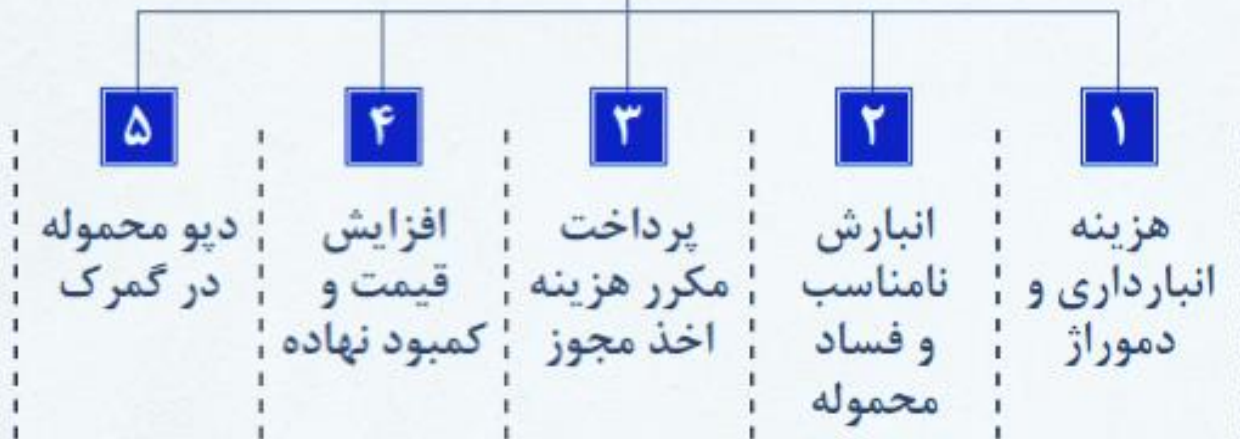 ۱
هزینه
انبارداری و
دموراژ
۲
انبارش
نامناسب
و فساد
محموله
۳
پرداخت
مکرر هزینه
اخذ مجوز
۴
افزایش
قیمت و
کمبود نهاده
۵
دپو محموله
در گمرک